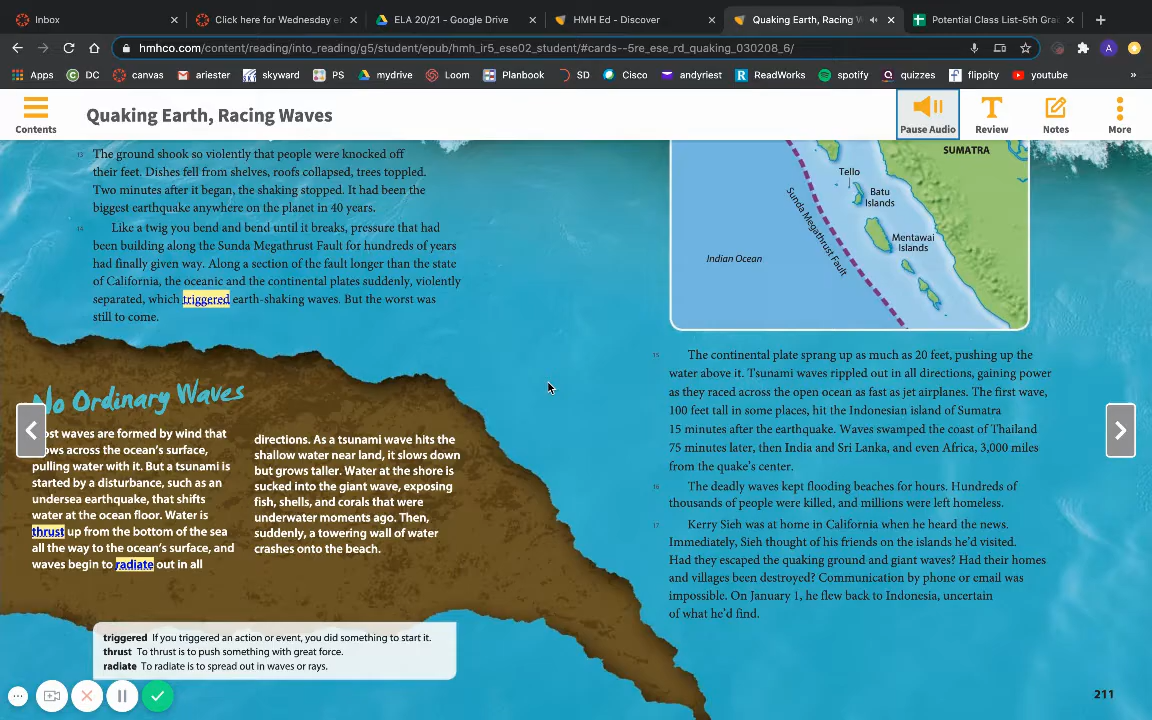 Inbox
Click here for Wednesday e
ELA 20/21 - Google Drive
HMH Ed - Discover
Quaking Earth, Racing W
Potential Class List-5th Gra
hmhco.com/content/reading/into_reading/g5/student/epub/hmh_ir5_ese02_student/#cards--5re_ese_rd_quaking_030208_6/
A
Apps
DC
canvas
ariester
skyward
PS
mydrive
Loom
Planbook
SD
Cisco
andyriest
ReadWorks
spotify
quizzes
flippity
youtube
»
Contents
Quaking Earth, Racing Waves
Pause Audio
Review
Notes
More
13 The ground shook so violently that people were knocked off
their feet. Dishes fell from shelves, roofs collapsed, trees toppled.
Two minutes after it began, the shaking stopped. It had been the
biggest earthquake anywhere on the planet in 40 years.
14 Like a twig you bend and bend until it breaks, pressure that had
been building along the Sunda Megathrust Fault for hundreds of years
had finally given way. Along a section of the fault longer than the state
of California, the oceanic and the continental plates suddenly, violently
separated, which triggered earth-shaking waves. But the worst was
still to come.
No Ordinary Waves
ost waves are formed by wind that
ows across the ocean's surface,
pulling water with it. But a tsunami is
started by a disturbance, such as an
undersea earthquake, that shifts
water at the ocean floor. Water is
thrust up from the bottom of the sea
all the way to the ocean's surface, and
waves begin to radiate out in all
directions. As a tsunami wave hits the
shallow water near land, it slows down
but grows taller. Water at the shore is
sucked into the giant wave, exposing
fish, shells, and corals that were
underwater moments ago. Then,
suddenly, a towering wall of water
crashes onto the beach.
triggered If you triggered an action or event, you did something to start it.
thrust To thrust is to push something with great force.
radiate To radiate is to spread out in waves or rays.
SUMATRA
Tello
Batu
Islands
Mentawai
Islands
Sunda Megathrust Fault
Indian Ocean
15 The continental plate sprang up as much as 20 feet, pushing up the
water above it. Tsunami waves rippled out in all directions, gaining power
as they raced across the open ocean as fast as jet airplanes. The first wave,
100 feet tall in some places, hit the Indonesian island of Sumatra
15 minutes after the earthquake. Waves swamped the coast of Thailand
75 minutes later, then India and Sri Lanka, and even Africa, 3,000 miles
from the quake's center.
16 The deadly waves kept flooding beaches for hours. Hundreds of
thousands of people were killed, and millions were left homeless.
17 Kerry Sieh was at home in California when he heard the news.
Immediately, Sieh thought of his friends on the islands he'd visited.
Had they escaped the quaking ground and giant waves? Had their homes
and villages been destroyed? Communication by phone or email was
impossible. On January 1, he flew back to Indonesia, uncertain
of what he'd find.
211